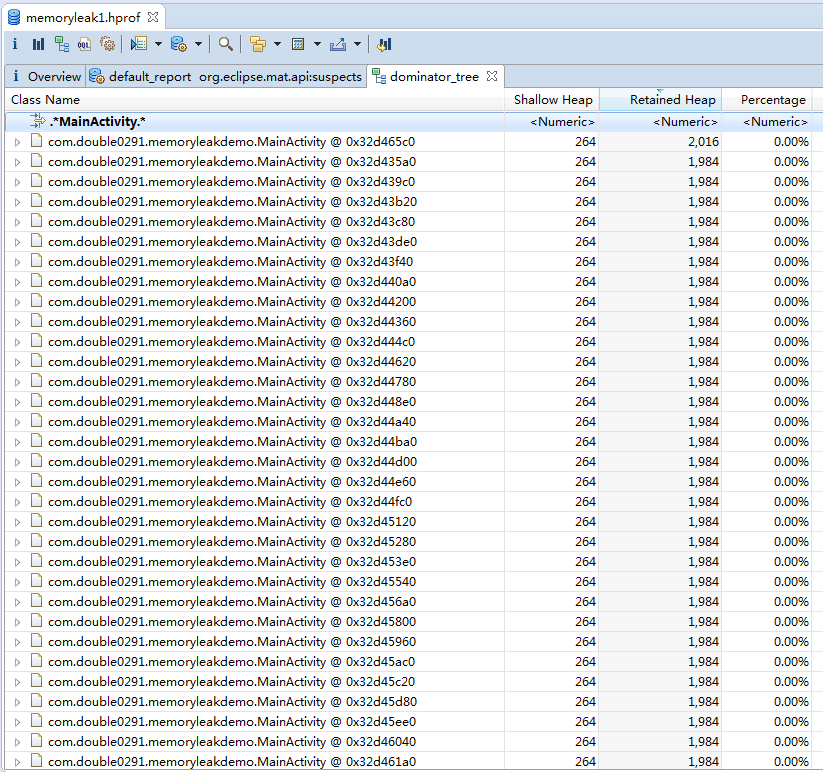 memoryleak1.hprof
i OQL
i Overview default_report org.eclipse.mat.api:suspects dominator_tree
Class Name Shallow Heap Retained Heap Percentage
.*MainActivity.* <Numeric> <Numeric> <Numeric>
com.double0291.memoryleakdemo.MainActivity @ 0x32d465c0 264 2,016 0.00%
com.double0291.memoryleakdemo.MainActivity @ 0x32d435a0 264 1,984 0.00%
com.double0291.memoryleakdemo.MainActivity @ 0x32d439c0 264 1,984 0.00%
com.double0291.memoryleakdemo.MainActivity @ 0x32d43b20 264 1,984 0.00%
com.double0291.memoryleakdemo.MainActivity @ 0x32d43c80 264 1,984 0.00%
com.double0291.memoryleakdemo.MainActivity @ 0x32d43de0 264 1,984 0.00%
com.double0291.memoryleakdemo.MainActivity @ 0x32d43f40 264 1,984 0.00%
com.double0291.memoryleakdemo.MainActivity @ 0x32d440a0 264 1,984 0.00%
com.double0291.memoryleakdemo.MainActivity @ 0x32d44200 264 1,984 0.00%
com.double0291.memoryleakdemo.MainActivity @ 0x32d44360 264 1,984 0.00%
com.double0291.memoryleakdemo.MainActivity @ 0x32d444c0 264 1,984 0.00%
com.double0291.memoryleakdemo.MainActivity @ 0x32d44620 264 1,984 0.00%
com.double0291.memoryleakdemo.MainActivity @ 0x32d44780 264 1,984 0.00%
com.double0291.memoryleakdemo.MainActivity @ 0x32d448e0 264 1,984 0.00%
com.double0291.memoryleakdemo.MainActivity @ 0x32d44a40 264 1,984 0.00%
com.double0291.memoryleakdemo.MainActivity @ 0x32d44ba0 264 1,984 0.00%
com.double0291.memoryleakdemo.MainActivity @ 0x32d44d00 264 1,984 0.00%
com.double0291.memoryleakdemo.MainActivity @ 0x32d44e60 264 1,984 0.00%
com.double0291.memoryleakdemo.MainActivity @ 0x32d44fc0 264 1,984 0.00%
com.double0291.memoryleakdemo.MainActivity @ 0x32d45120 264 1,984 0.00%
com.double0291.memoryleakdemo.MainActivity @ 0x32d45280 264 1,984 0.00%
com.double0291.memoryleakdemo.MainActivity @ 0x32d453e0 264 1,984 0.00%
com.double0291.memoryleakdemo.MainActivity @ 0x32d45540 264 1,984 0.00%
com.double0291.memoryleakdemo.MainActivity @ 0x32d456a0 264 1,984 0.00%
com.double0291.memoryleakdemo.MainActivity @ 0x32d45800 264 1,984 0.00%
com.double0291.memoryleakdemo.MainActivity @ 0x32d45960 264 1,984 0.00%
com.double0291.memoryleakdemo.MainActivity @ 0x32d45ac0 264 1,984 0.00%
com.double0291.memoryleakdemo.MainActivity @ 0x32d45c20 264 1,984 0.00%
com.double0291.memoryleakdemo.MainActivity @ 0x32d45d80 264 1,984 0.00%
com.double0291.memoryleakdemo.MainActivity @ 0x32d45ee0 264 1,984 0.00%
com.double0291.memoryleakdemo.MainActivity @ 0x32d46040 264 1,984 0.00%
com.double0291.memoryleakdemo.MainActivity @ 0x32d461a0 264 1,984 0.00%